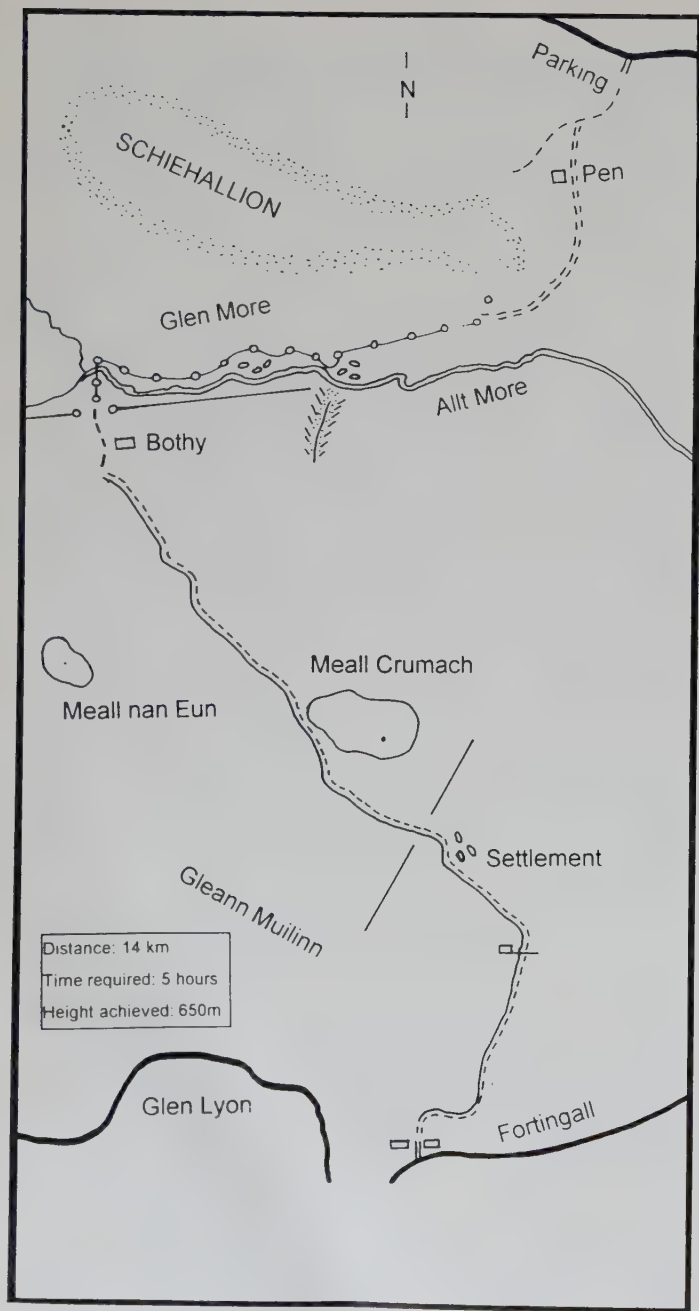 Parking
N
SCHIEHALLION
Pen
Glen More
Allt More
Bothy
Meall Crumach
Meall nan Eun
Settlement
Gleann Muilinn
Distance: 14 km
Time required: 5 hours
Height achieved: 650m
Glen Lyon
Fortingall